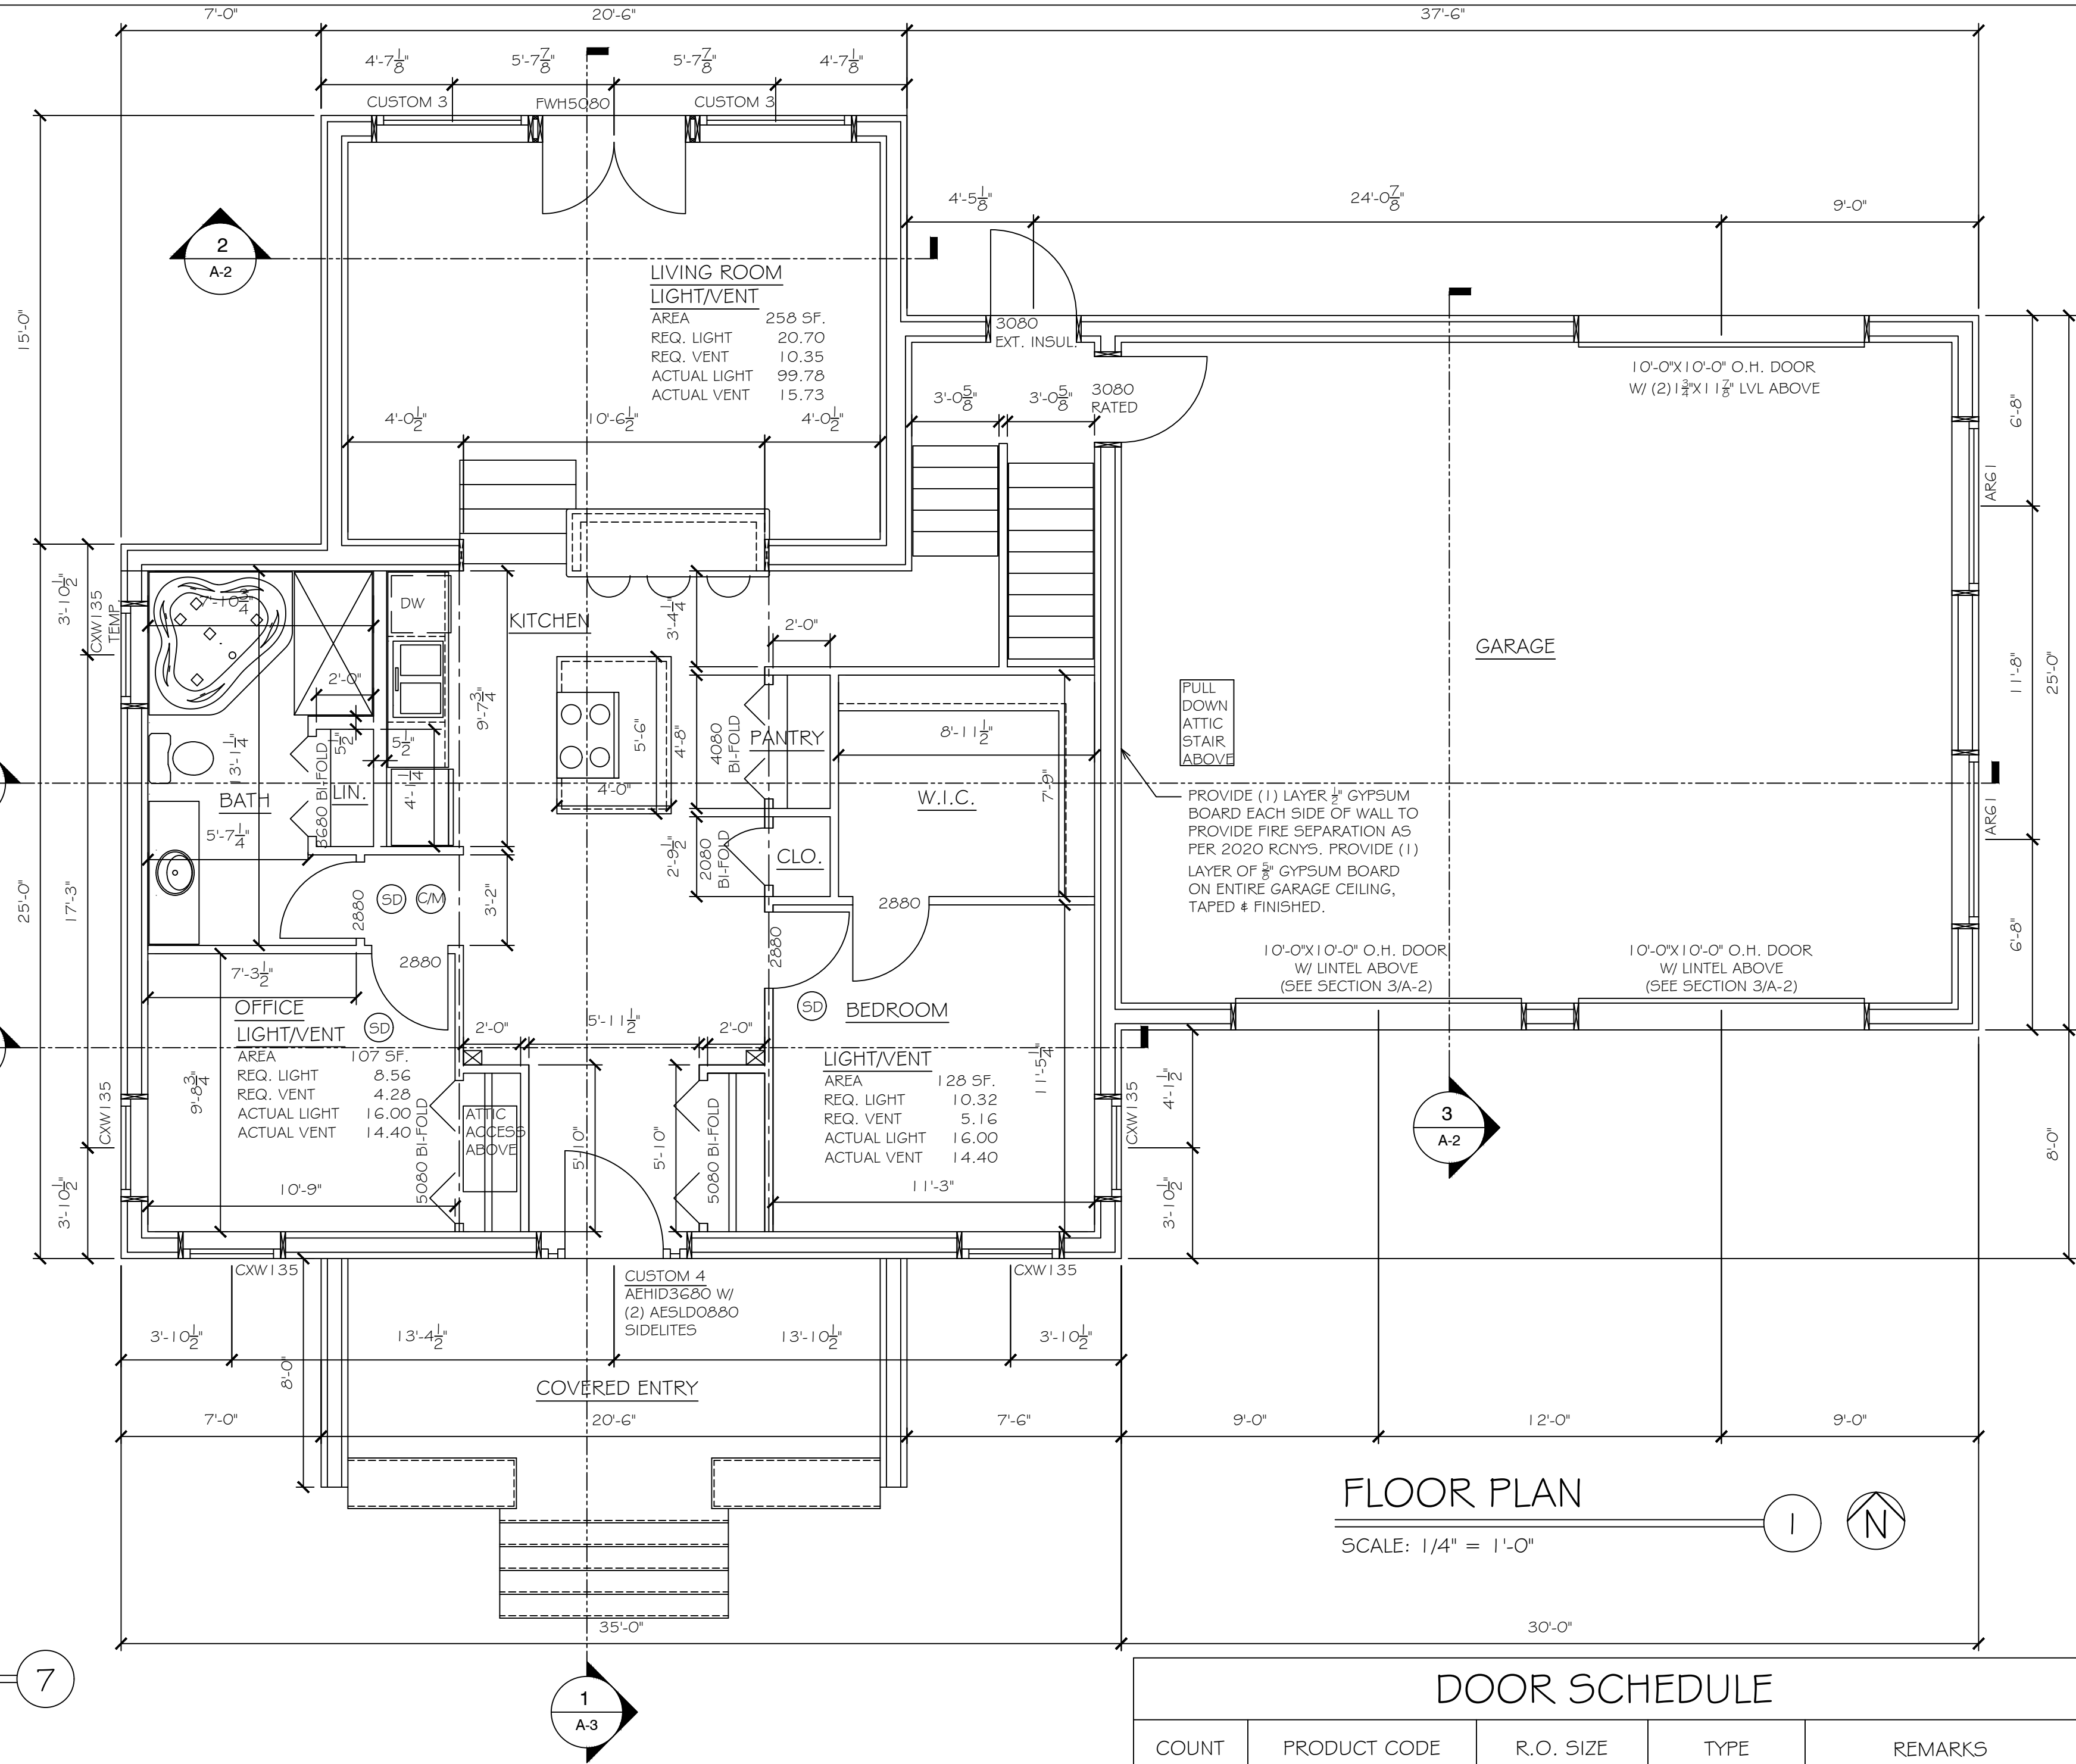 7'-0"
20'-6"
37'-6"
4'-7 1/8"
5'-7 7/8"
5'-7 7/8"
4'-7 1/8"
CUSTOM 3
FWH5080
CUSTOM 3
4'-5 1/8"
24'-0 7/8"
9'-0"
2
A-2
15'-0"
LIVING ROOM
LIGHT/VENT
AREA 258 SF.
REQ. LIGHT 20.70
REQ. VENT 10.35
ACTUAL LIGHT 99.78
ACTUAL VENT 15.73
4'-0 1/2"
10'-6 1/2"
4'-0 1/2"
3080
EXT. INSUL.
3'-0 5/8"
3'-0 5/8"
3080
RATED
10'-0"X10'-0" O.H. DOOR
W/ (2)1 3/4"X11 7/8" LVL ABOVE
6'-8"
AR61
11'-8"
25'-0"
AR61
6'-8"
3'-10 1/2"
CXW135
TEMP.
7'-10 3/4"
DW
KITCHEN
3'-4 1/4"
2'-0"
GARAGE
2'-0"
9'-7 3/4"
5'-6"
4'-8"
4080
BI-FOLD
PANTRY
8'-11 1/2"
7'-9"
PULL
DOWN
ATTIC
STAIR
ABOVE
5 1/2"
5 1/2"
13'-1 1/4"
BATH
3680 BI-FOLD
LIN.
4'-1 1/4"
4'-0"
W.I.C.
5'-7 1/4"
25'-0"
17'-3"
2'-9 1/2"
2080
BI-FOLD
CLO.
PROVIDE (1) LAYER 1/2" GYPSUM
BOARD EACH SIDE OF WALL TO
PROVIDE FIRE SEPARATION AS
PER 2020 RCNYS. PROVIDE (1)
LAYER OF 5/8" GYPSUM BOARD
ON ENTIRE GARAGE CEILING,
TAPED & FINISHED.
2880
SD
C/M
3'-2"
2880
2880
2880
7'-3 1/2"
10'-0"X10'-0" O.H. DOOR
W/ LINTEL ABOVE
(SEE SECTION 3/A-2)
10'-0"X10'-0" O.H. DOOR
W/ LINTEL ABOVE
(SEE SECTION 3/A-2)
OFFICE
LIGHT/VENT
SD
AREA 107 SF.
REQ. LIGHT 8.56
REQ. VENT 4.28
ACTUAL LIGHT 16.00
ACTUAL VENT 14.40
9'-8 3/4"
10'-9"
CXW135
3'-10 1/2"
2'-0"
5'-11 1/2"
2'-0"
5080 BI-FOLD
ATTIC
ACCESS
ABOVE
5'-10"
5'-10"
5080 BI-FOLD
SD
BEDROOM
LIGHT/VENT
AREA 128 SF.
REQ. LIGHT 10.32
REQ. VENT 5.16
ACTUAL LIGHT 16.00
ACTUAL VENT 14.40
11'-5 1/4"
11'-3"
CXW135
4'-1 1/2"
3'-10 1/2"
3
A-2
8'-0"
CXW135
CUSTOM 4
AEHID3680 W/
(2) AESLD0880
SIDELITES
CXW135
3'-10 1/2"
13'-4 1/2"
13'-10 1/2"
3'-10 1/2"
8'-0"
COVERED ENTRY
7'-0"
20'-6"
7'-6"
9'-0"
12'-0"
9'-0"
FLOOR PLAN
1
N
SCALE: 1/4" = 1'-0"
35'-0"
30'-0"
7
1
A-3
DOOR SCHEDULE
COUNT PRODUCT CODE R.O. SIZE TYPE REMARKS